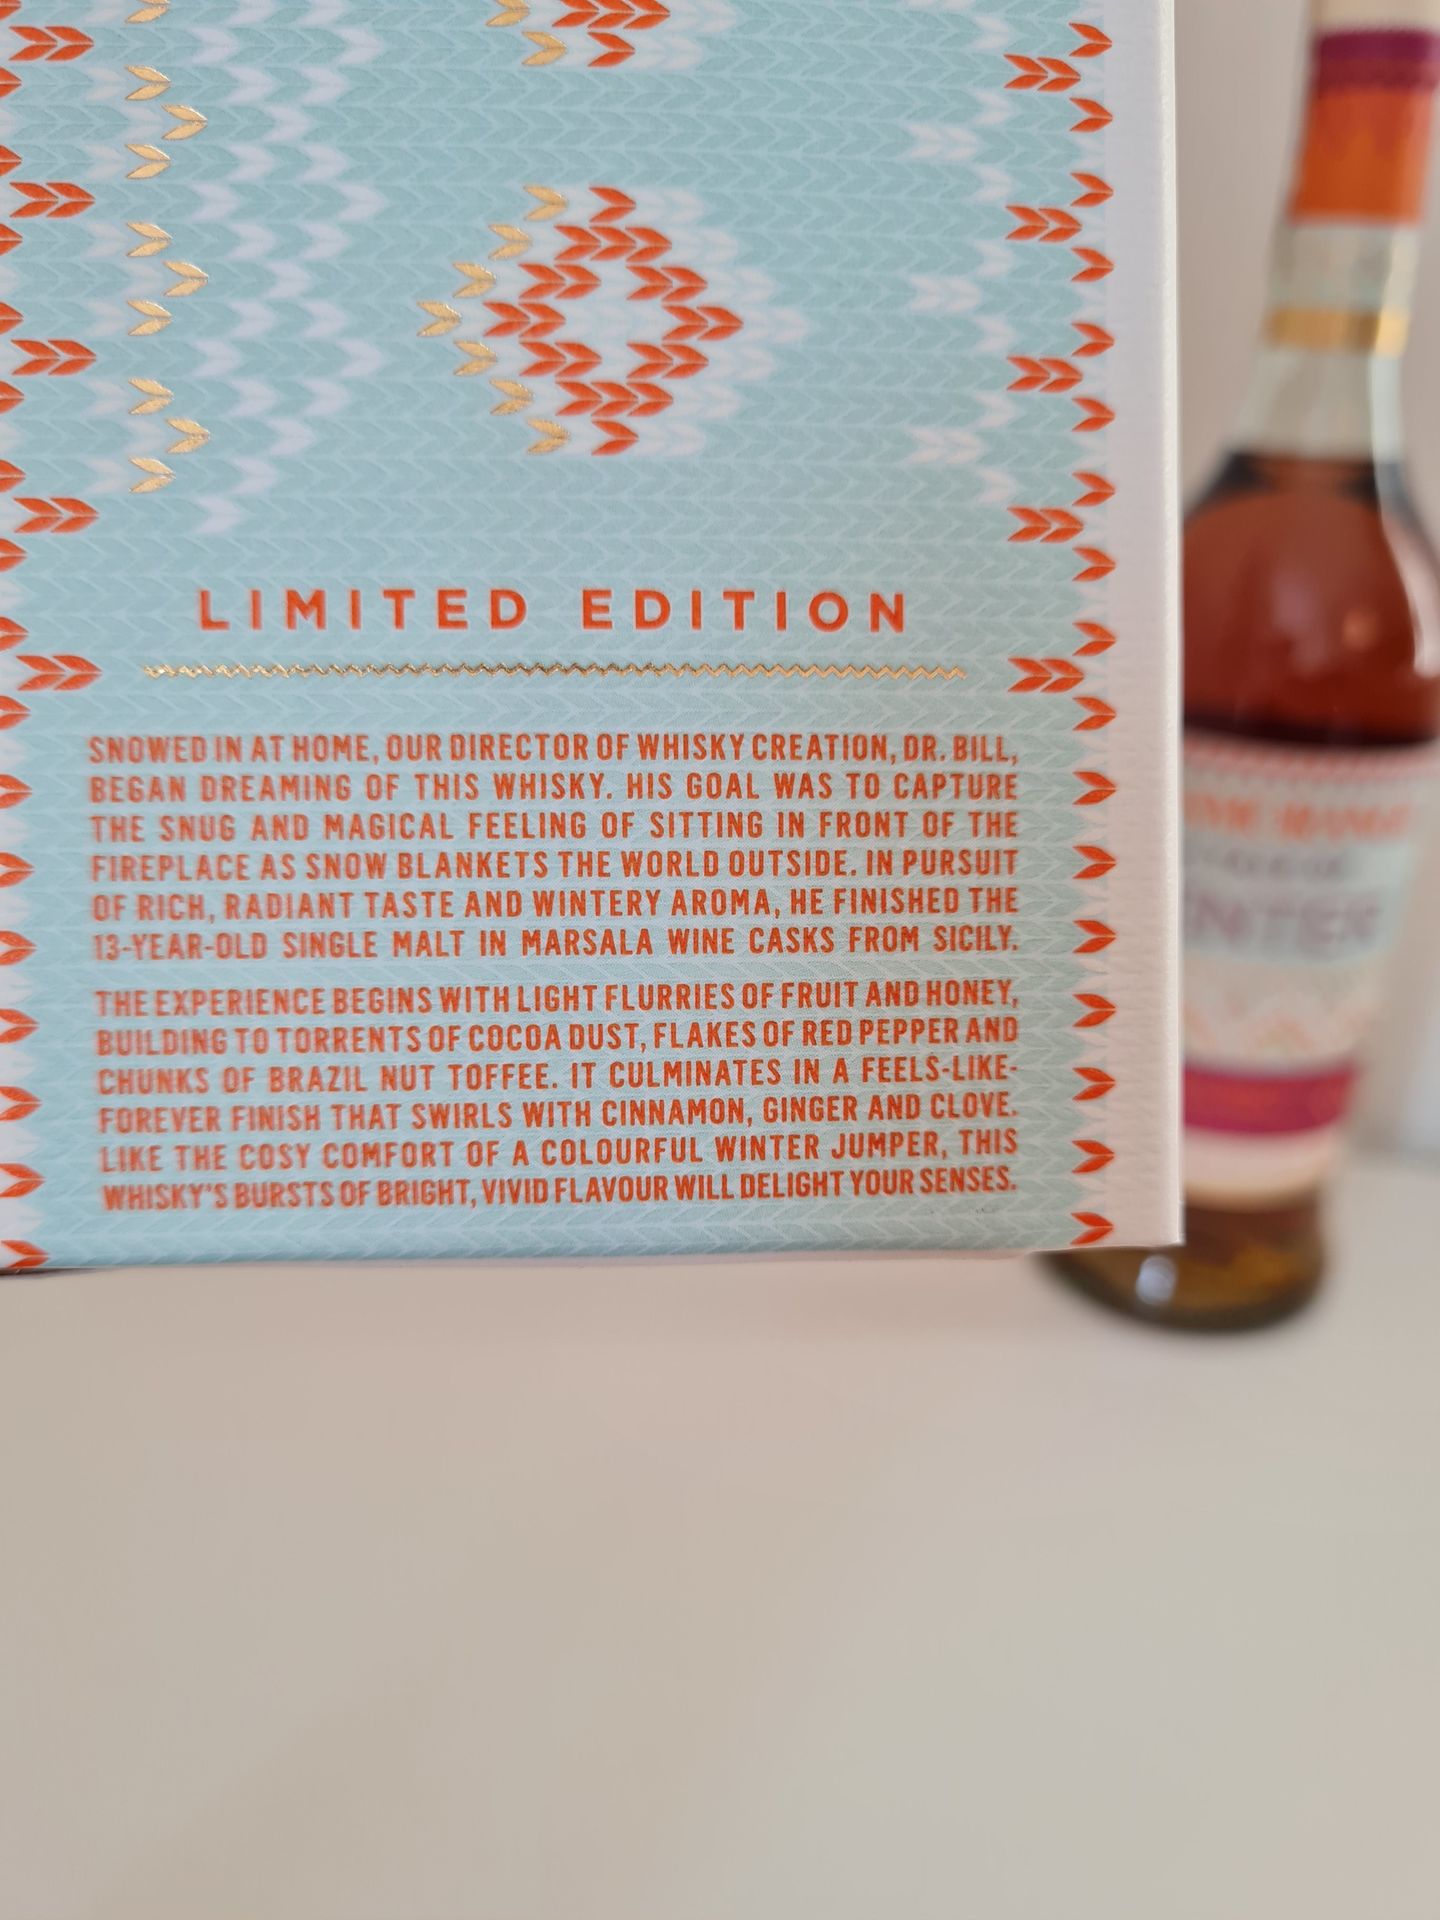 LIMITED EDITION
SNOWED IN AT HOME, OUR DIRECTOR OF WHISKY CREATION, DR. BILL,
BEGAN DREAMING OF THIS WHISKY. HIS GOAL WAS TO CAPTURE
THE SNUG AND MAGICAL FEELING OF SITTING IN FRONT OF THE
FIREPLACE AS SNOW BLANKETS THE WORLD OUTSIDE. IN PURSUIT
OF RICH, RADIANT TASTE AND WINTERY AROMA, HE FINISHED THE
13-YEAR-OLD SINGLE MALT IN MARSALA WINE CASKS FROM SICILY.
THE EXPERIENCE BEGINS WITH LIGHT FLURRIES OF FRUIT AND HONEY,
BUILDING TO TORRENTS OF COCOA DUST, FLAKES OF RED PEPPER AND
CHUNKS OF BRAZIL NUT TOFFEE. IT CULMINATES IN A FEELS-LIKE-
FOREVER FINISH THAT SWIRLS WITH CINNAMON, GINGER AND CLOVE.
LIKE THE COSY COMFORT OF A COLOURFUL WINTER JUMPER, THIS
WHISKY'S BURSTS OF BRIGHT, VIVID FLAVOUR WILL DELIGHT YOUR SENSES.